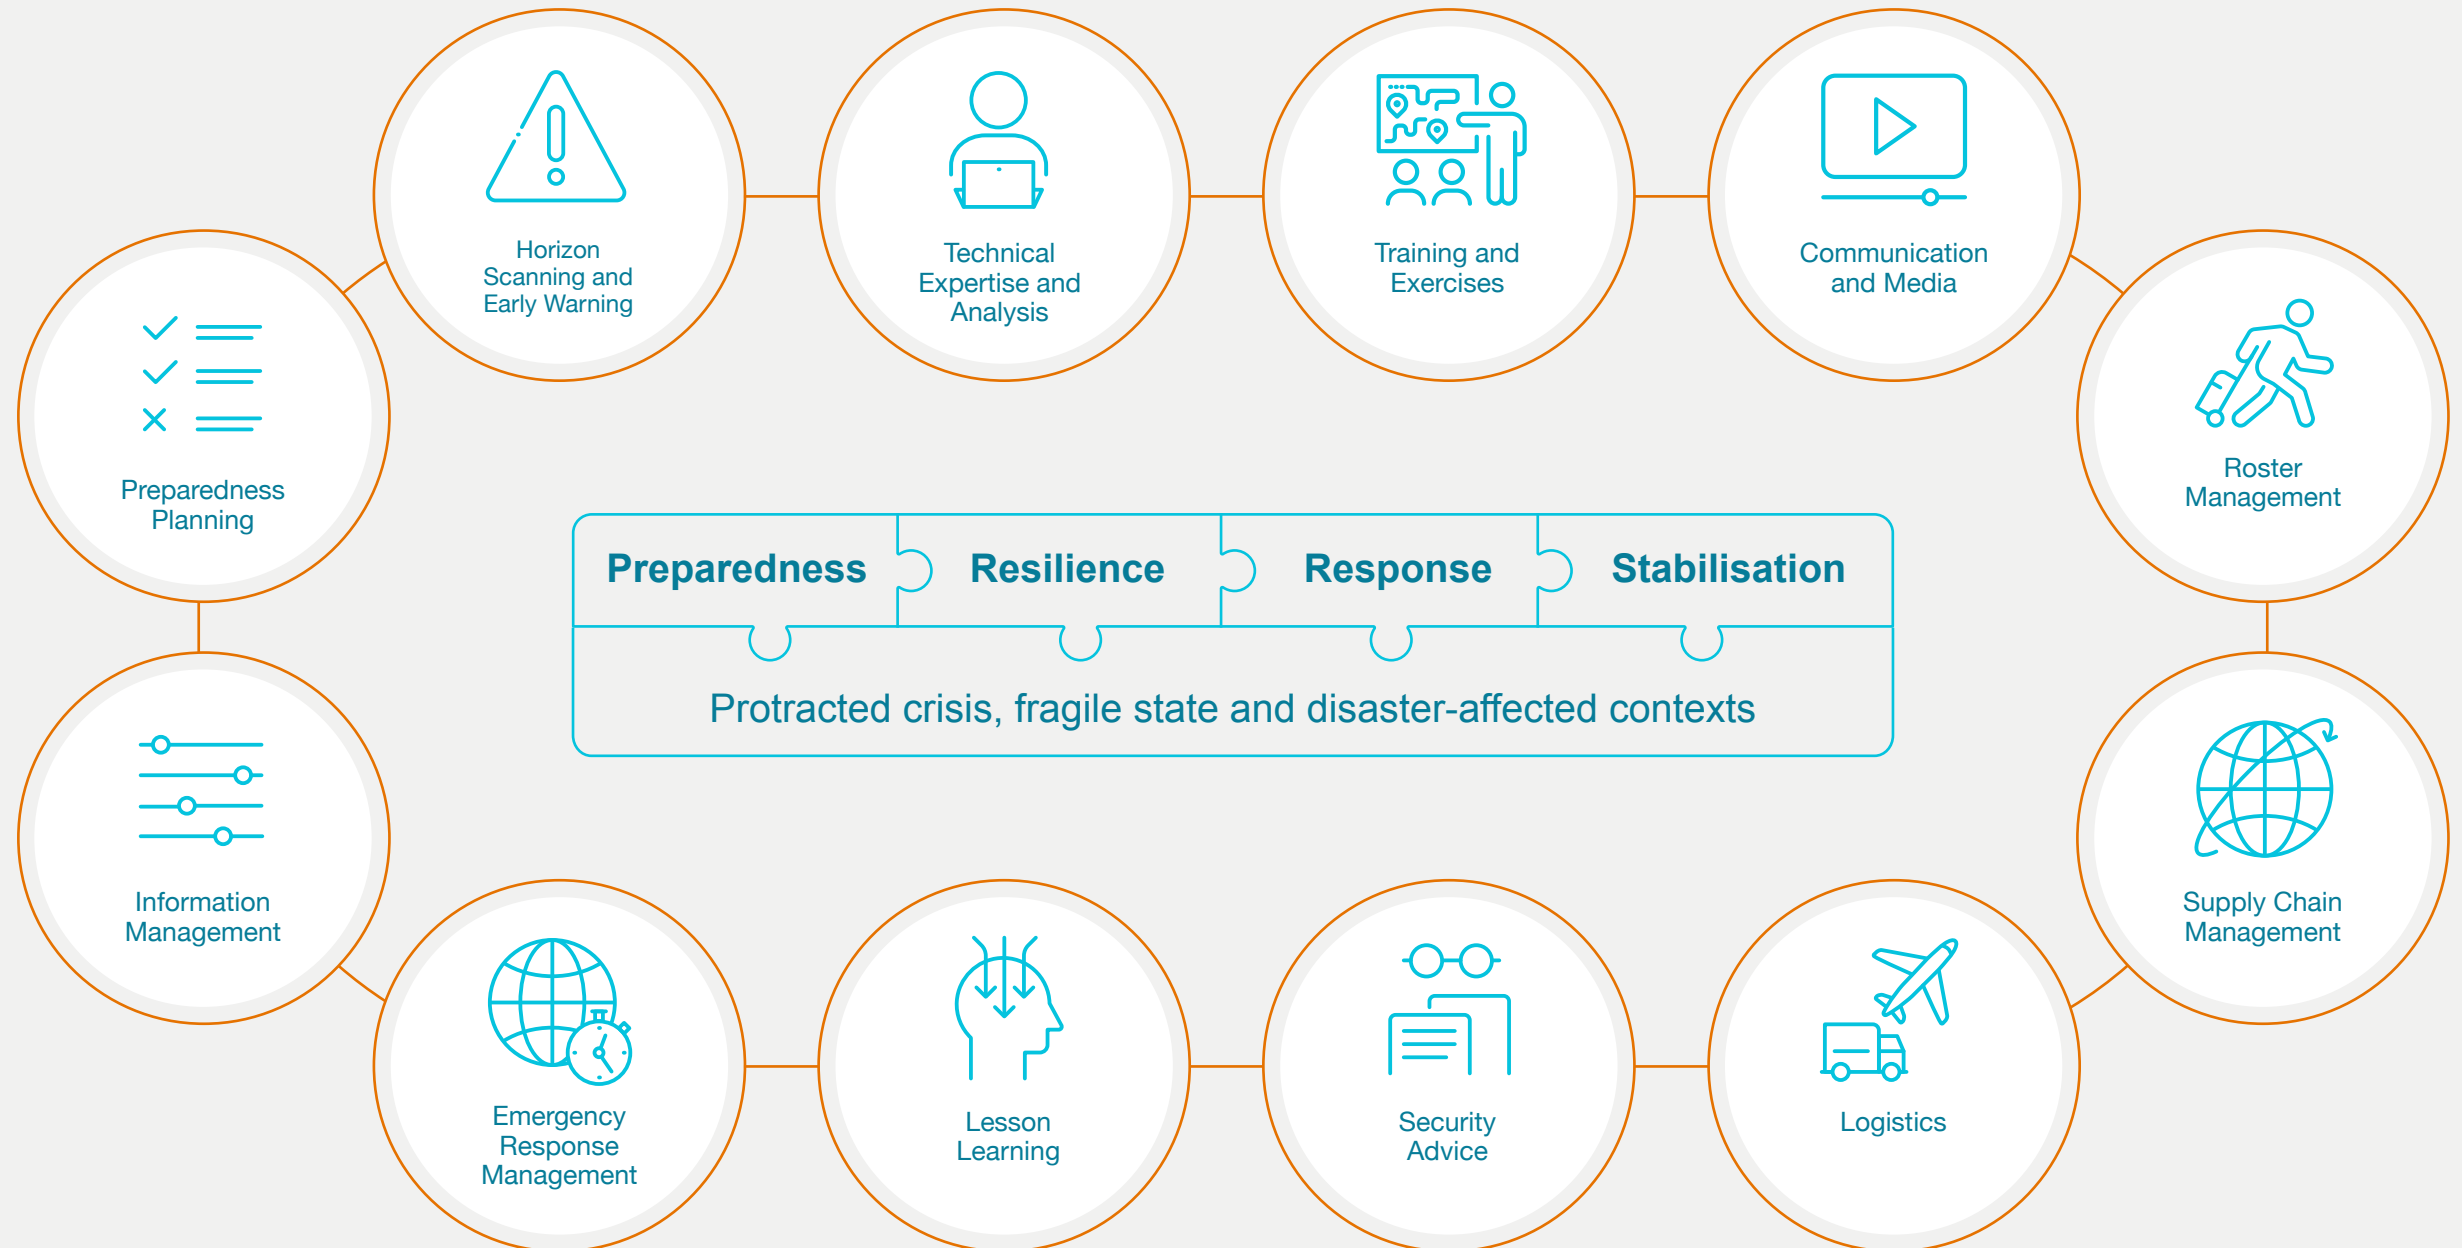 Horizon
Scanning and
Early Warning
Technical
Expertise and
Analysis
Training and
Exercises
Communication
and Media
Preparedness
Planning
Roster
Management
Preparedness
Resilience
Response
Stabilisation
Protracted crisis, fragile state and disaster-affected contexts
Information
Management
Supply Chain
Management
Emergency
Response
Management
Lesson
Learning
Security
Advice
Logistics